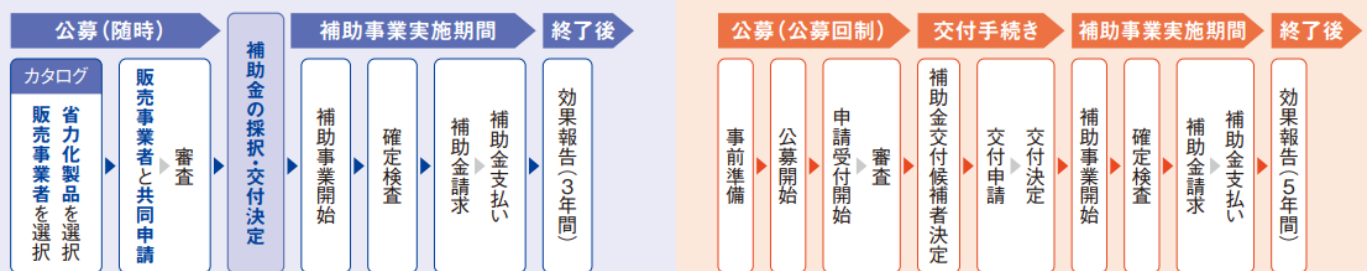 公募（随時）
カタログ
省力化製品を選択
販売事業者を選択
販売事業者と共同申請
審査
補助金の採択・交付決定
補助事業実施期間
補助事業開始
確定検査
補助金請求
補助金支払い
終了後
効果報告（3年間）
公募（公募回制）
事前準備
公募開始
申請受付開始
審査
交付手続き
補助金交付候補者決定
交付申請
交付決定
補助事業実施期間
補助事業開始
確定検査
補助金請求
補助金支払い
終了後
効果報告（5年間）